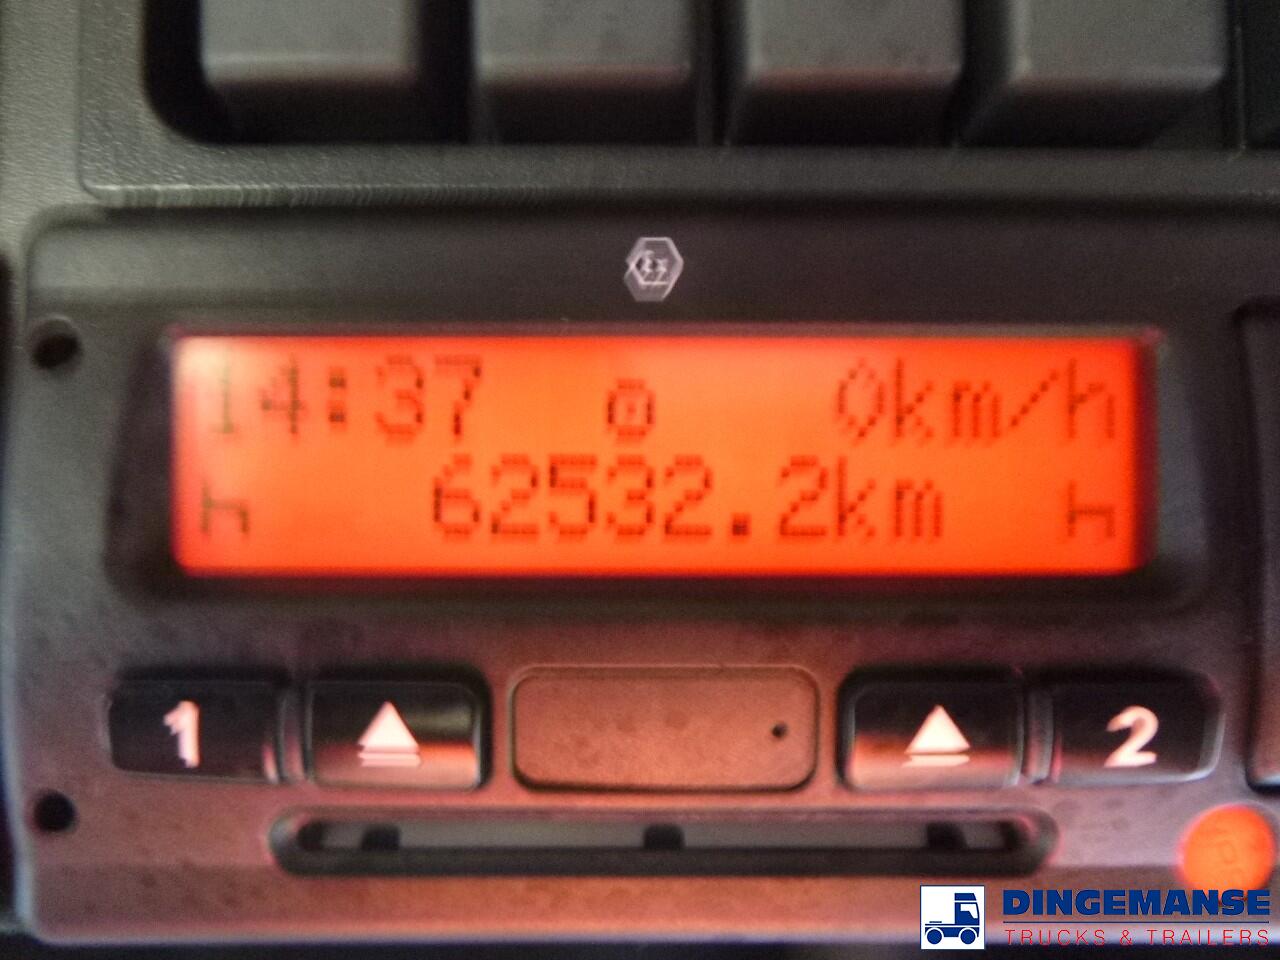 14:37 0km/h
62532.2km
1 2
DINGEMANSE
TRUCKS & TRAILERS